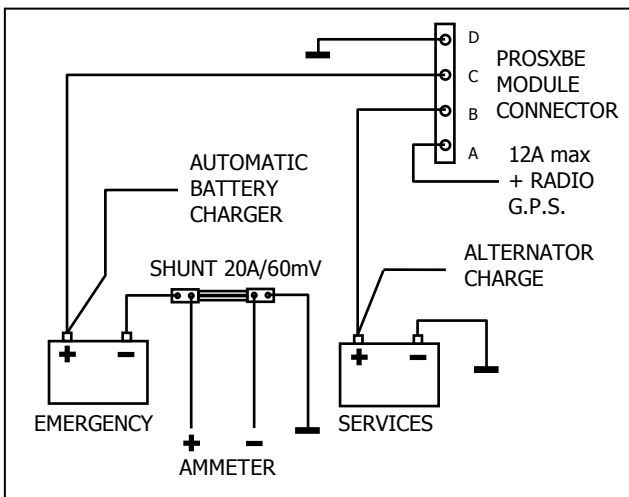 D
C
B
A
PROSXBE
MODULE
CONNECTOR
12A max
+ RADIO
G.P.S.
AUTOMATIC
BATTERY
CHARGER
SHUNT 20A/60mV
ALTERNATOR
CHARGE
+ −
+ −
EMERGENCY
SERVICES
+ −
AMMETER